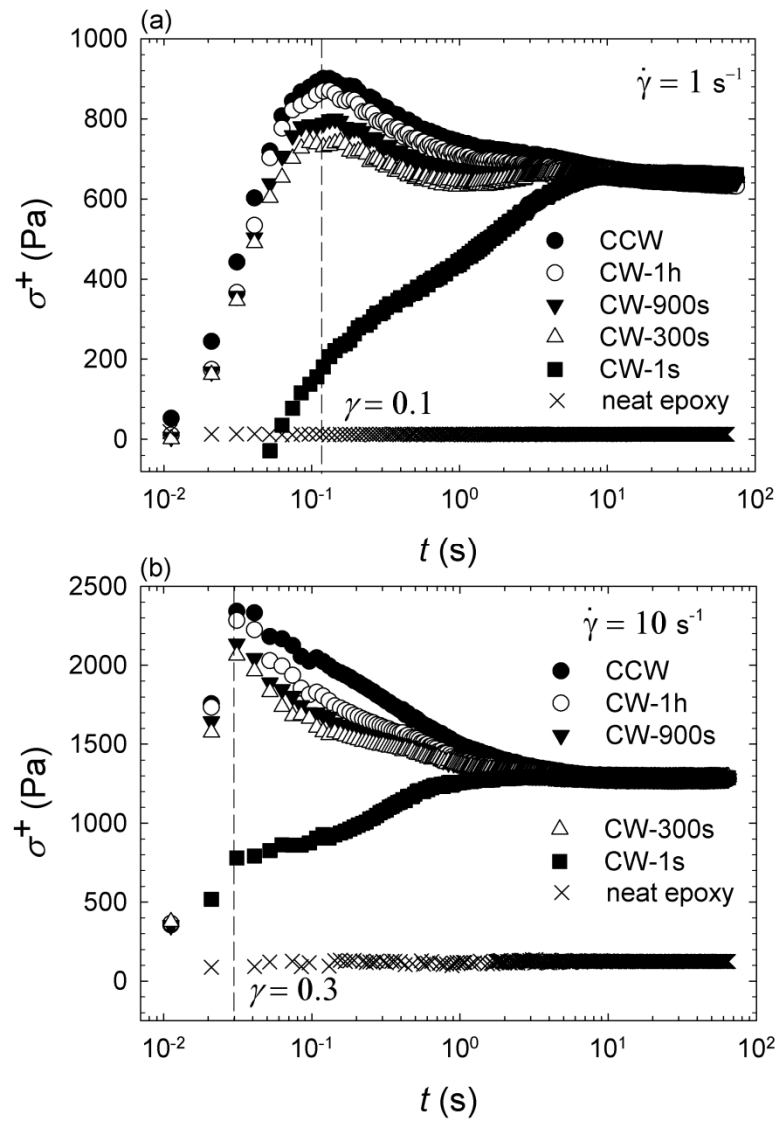 (a)
1000
800
600
400
200
0
σ⁺ (Pa)
γ̇ = 1 s⁻¹
CCW
CW-1h
CW-900s
CW-300s
CW-1s
neat epoxy
γ = 0.1
10⁻² 10⁻¹ 10⁰ 10¹ 10²
t (s)
(b)
2500
2000
1500
1000
500
0
σ⁺ (Pa)
γ̇ = 10 s⁻¹
CCW
CW-1h
CW-900s
CW-300s
CW-1s
neat epoxy
γ = 0.3
10⁻² 10⁻¹ 10⁰ 10¹ 10²
t (s)